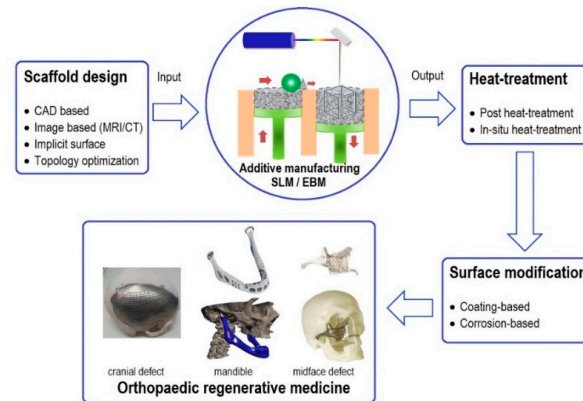 Scaffold design
• CAD based
• Image based (MRI/CT)
• Implicit surface
• Topology optimization
Input
Additive manufacturing
SLM / EBM
Output
Heat-treatment
• Post heat-treatment
• In-situ heat-treatment
Surface modification
• Coating-based
• Corrosion-based
cranial defect
mandible
midface defect
Orthopaedic regenerative medicine